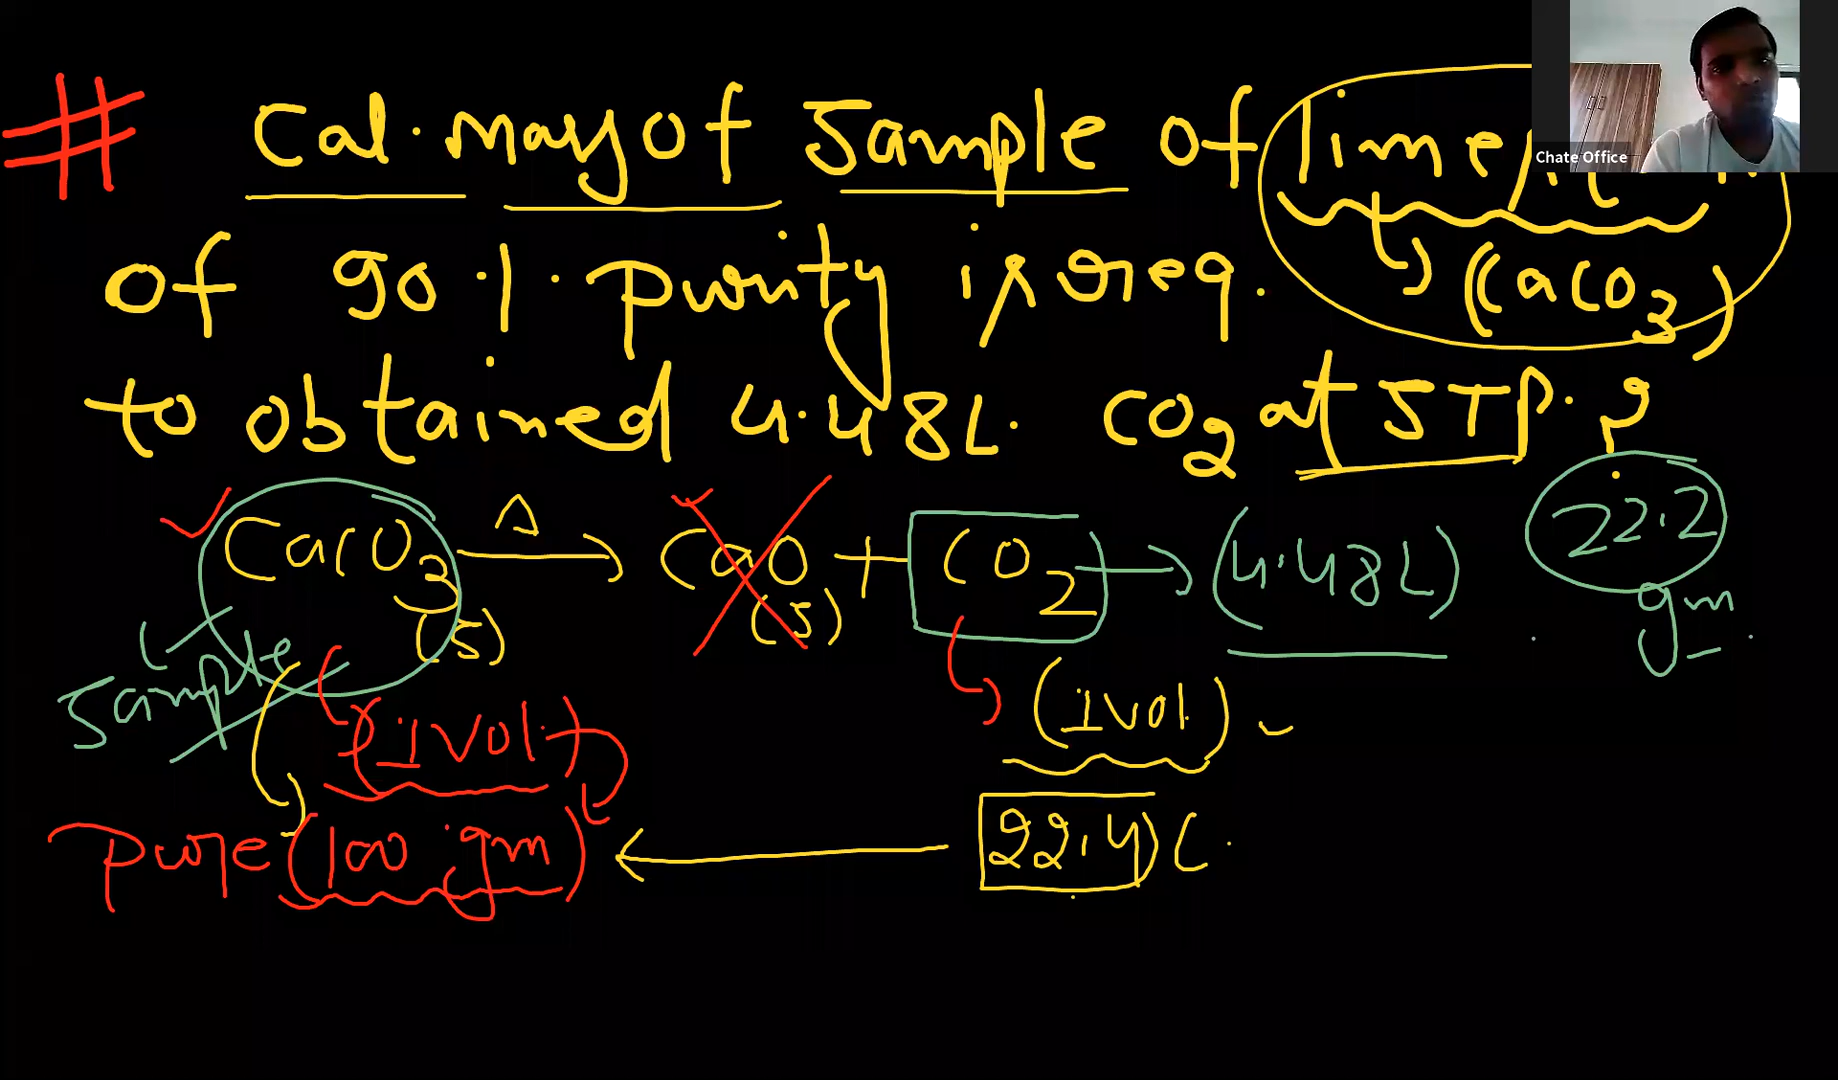 Chate Office
# Cal. mass of Sample of lime
of 90 % purity is req. (CaCO3)
to obtained 4.48L. CO2 at STP. ?
CaCO3 (s) Δ CaO (s) + CO2 (4.48L) 22.2 gm
Sample (1 vol.) (1 vol)
pure (100 gm) 22.4) L.